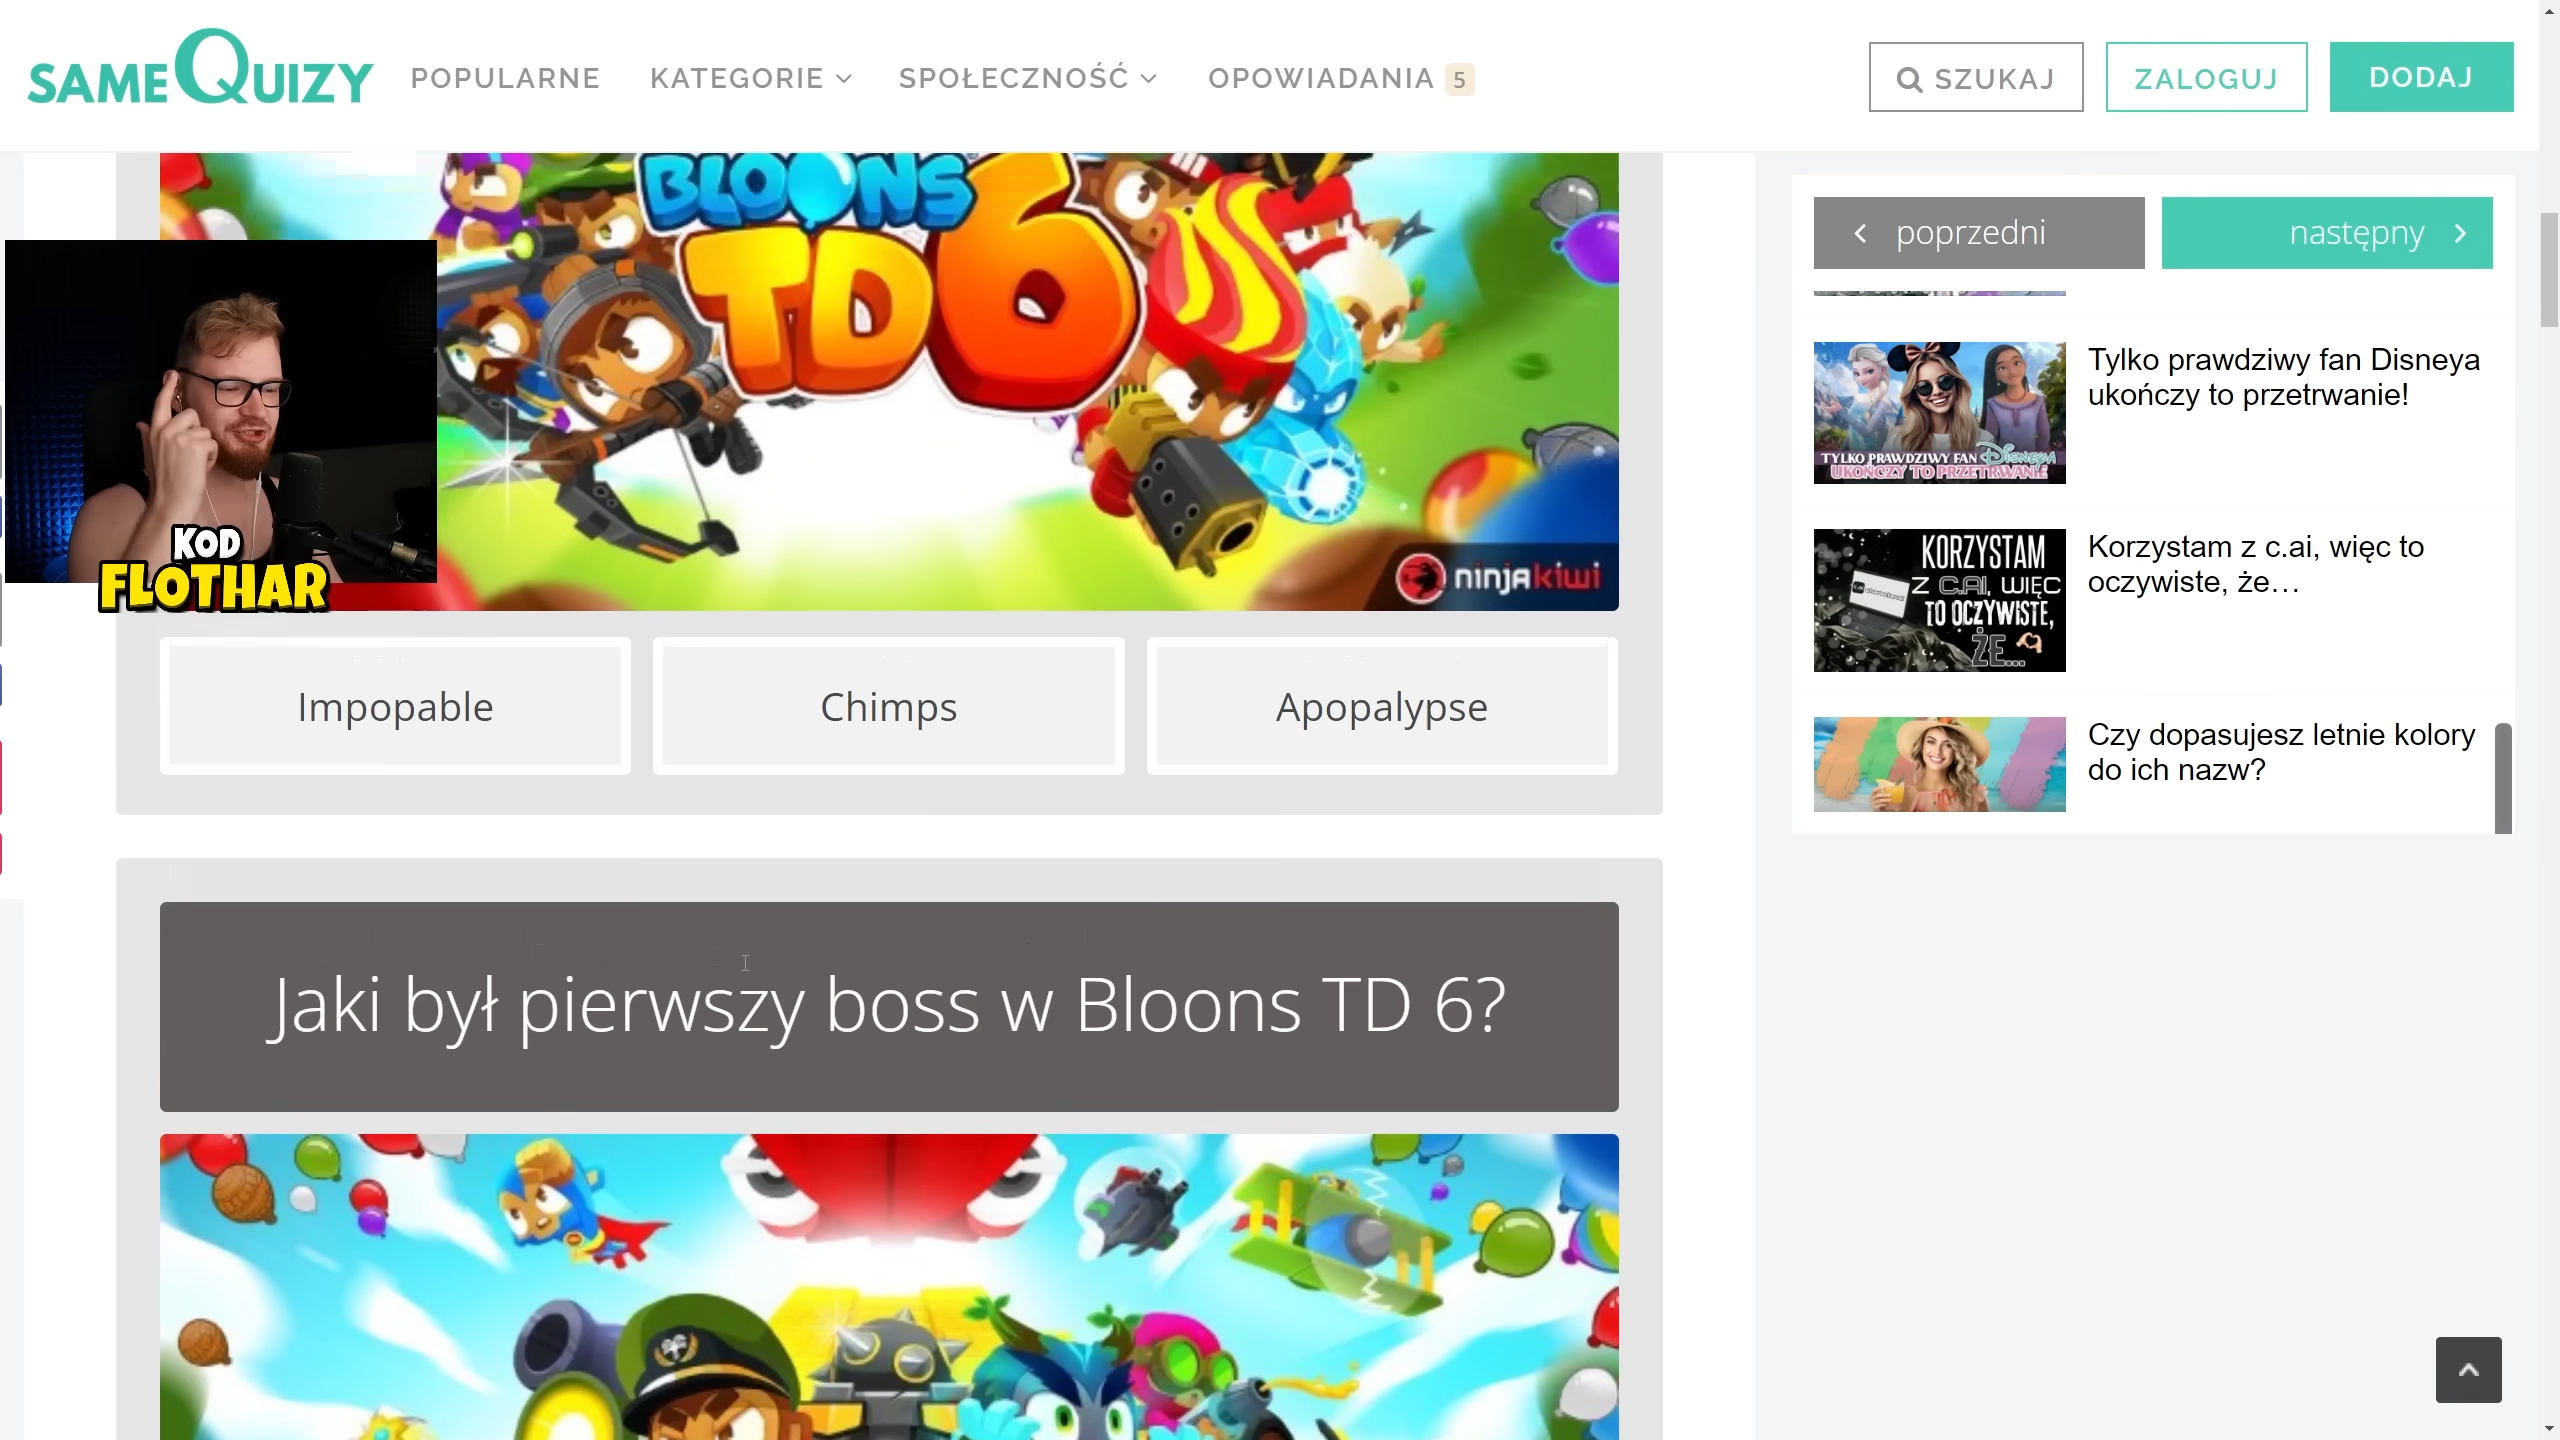 SAMEQUIZY
POPULARNE
KATEGORIE
SPOŁECZNOŚĆ
OPOWIADANIA 5
SZUKAJ
ZALOGUJ
DODAJ
BLOONS
TD6
ninjakiwi
KOD
FLOTHAR
Impopable
Chimps
Apopalypse
Jaki był pierwszy boss w Bloons TD 6?
poprzedni
następny
TYLKO PRAWDZIWY FAN Disneya
UKOŃCZY TO PRZETRWANIE
Tylko prawdziwy fan Disneya
ukończy to przetrwanie!
KORZYSTAM
Z C.AI, WIĘC
TO OCZYWISTE,
ŻE...
Korzystam z c.ai, więc to
oczywiste, że…
Czy dopasujesz letnie kolory
do ich nazw?